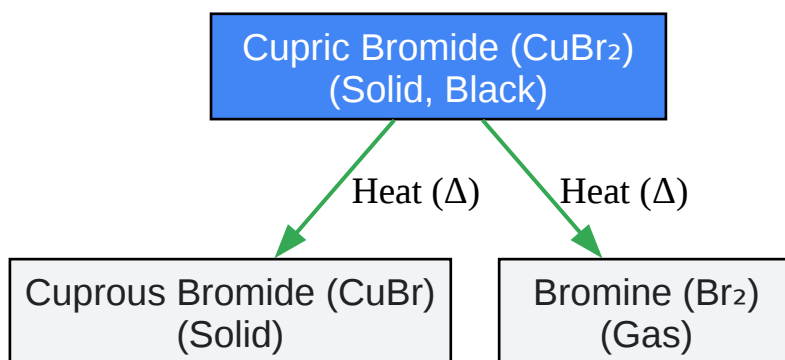 Cupric Bromide (CuBr₂)
(Solid, Black)
Heat (Δ)
Heat (Δ)
Cuprous Bromide (CuBr)
(Solid)
Bromine (Br₂)
(Gas)